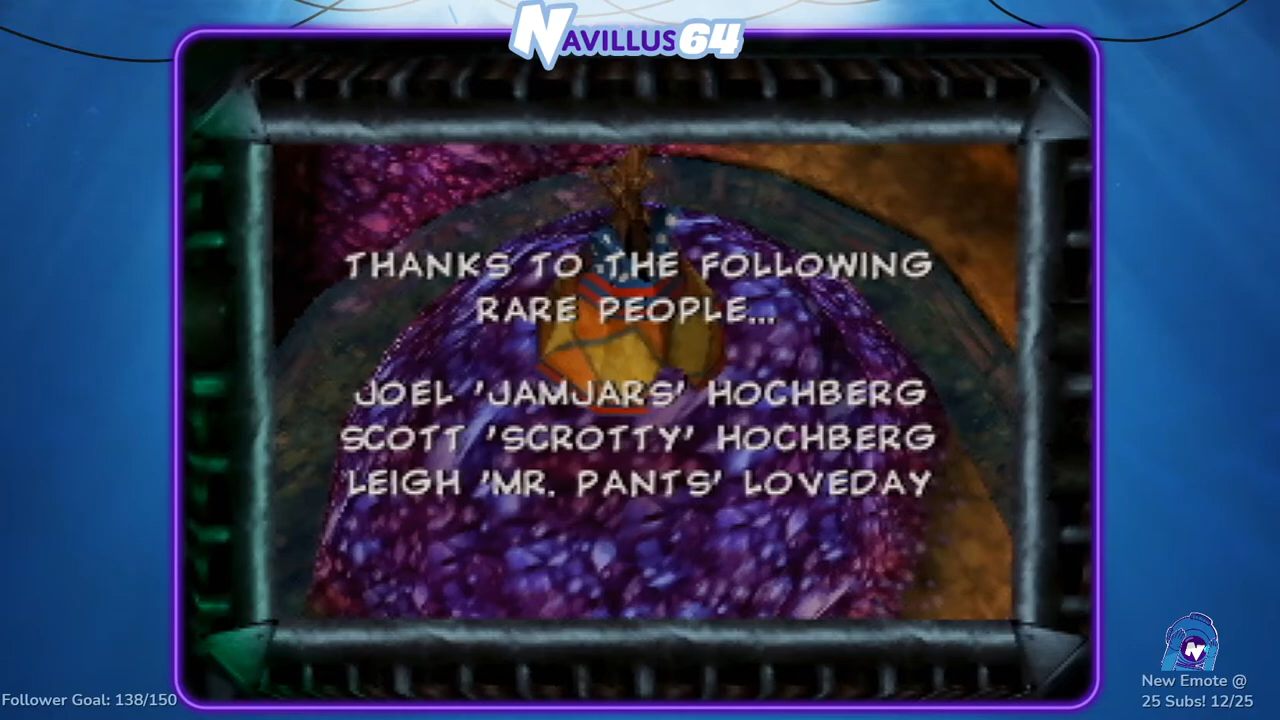 NAVILLUS64
THANKS TO THE FOLLOWING
RARE PEOPLE...
JOEL 'JAMJARS' HOCHBERG
SCOTT 'SCROTTY' HOCHBERG
LEIGH 'MR. PANTS' LOVEDAY
N
New Emote @
Follower Goal: 138/150
25 Subs! 12/25